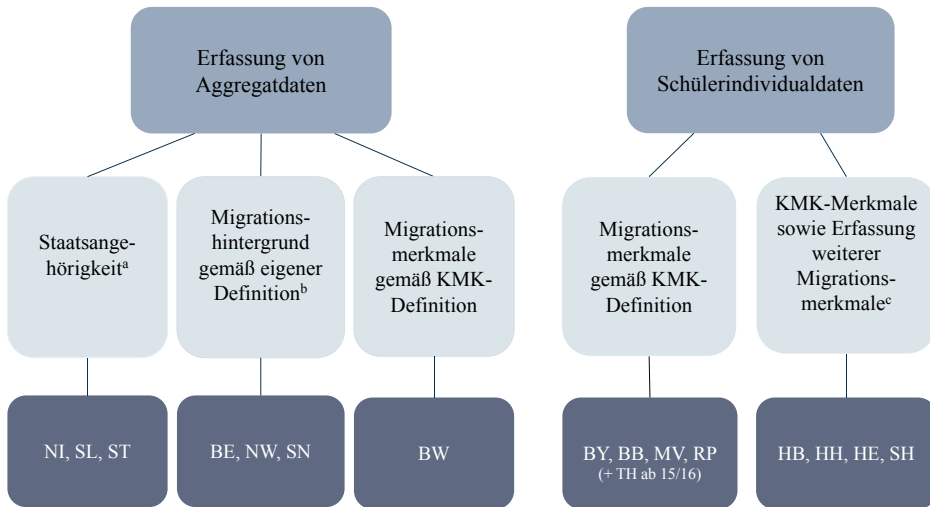 Erfassung von
Aggregatdaten
Erfassung von
Schülerindividualdaten
Staatsange-
hörigkeitᵃ
Migrations-
hintergrund
gemäß eigener
Definitionᵇ
Migrations-
merkmale
gemäß KMK-
Definition
Migrations-
merkmale
gemäß KMK-
Definition
KMK-Merkmale
sowie Erfassung
weiterer
Migrations-
merkmaleᶜ
NI, SL, ST
BE, NW, SN
BW
BY, BB, MV, RP
(+ TH ab 15/16)
HB, HH, HE, SH